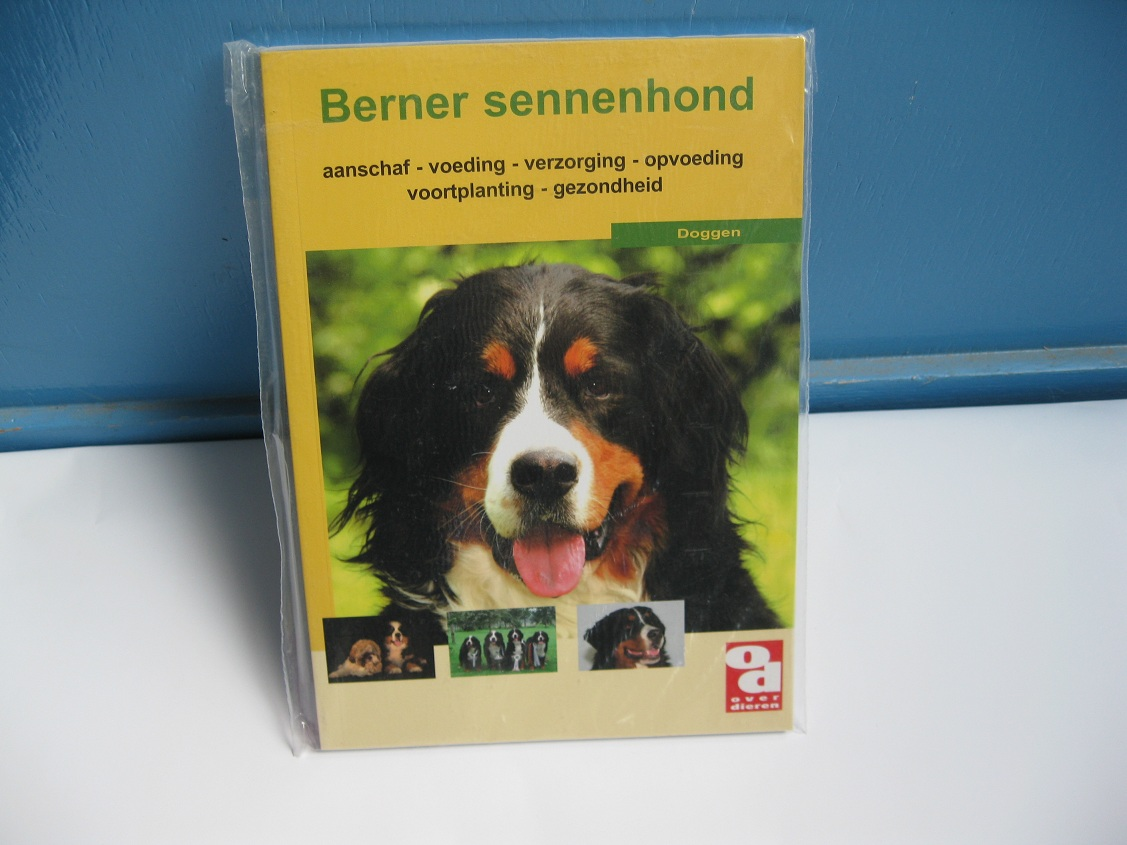 Berner sennenhond
aanschaf - voeding - verzorging - opvoeding
voortplanting - gezondheid
Doggen
od
over
dieren